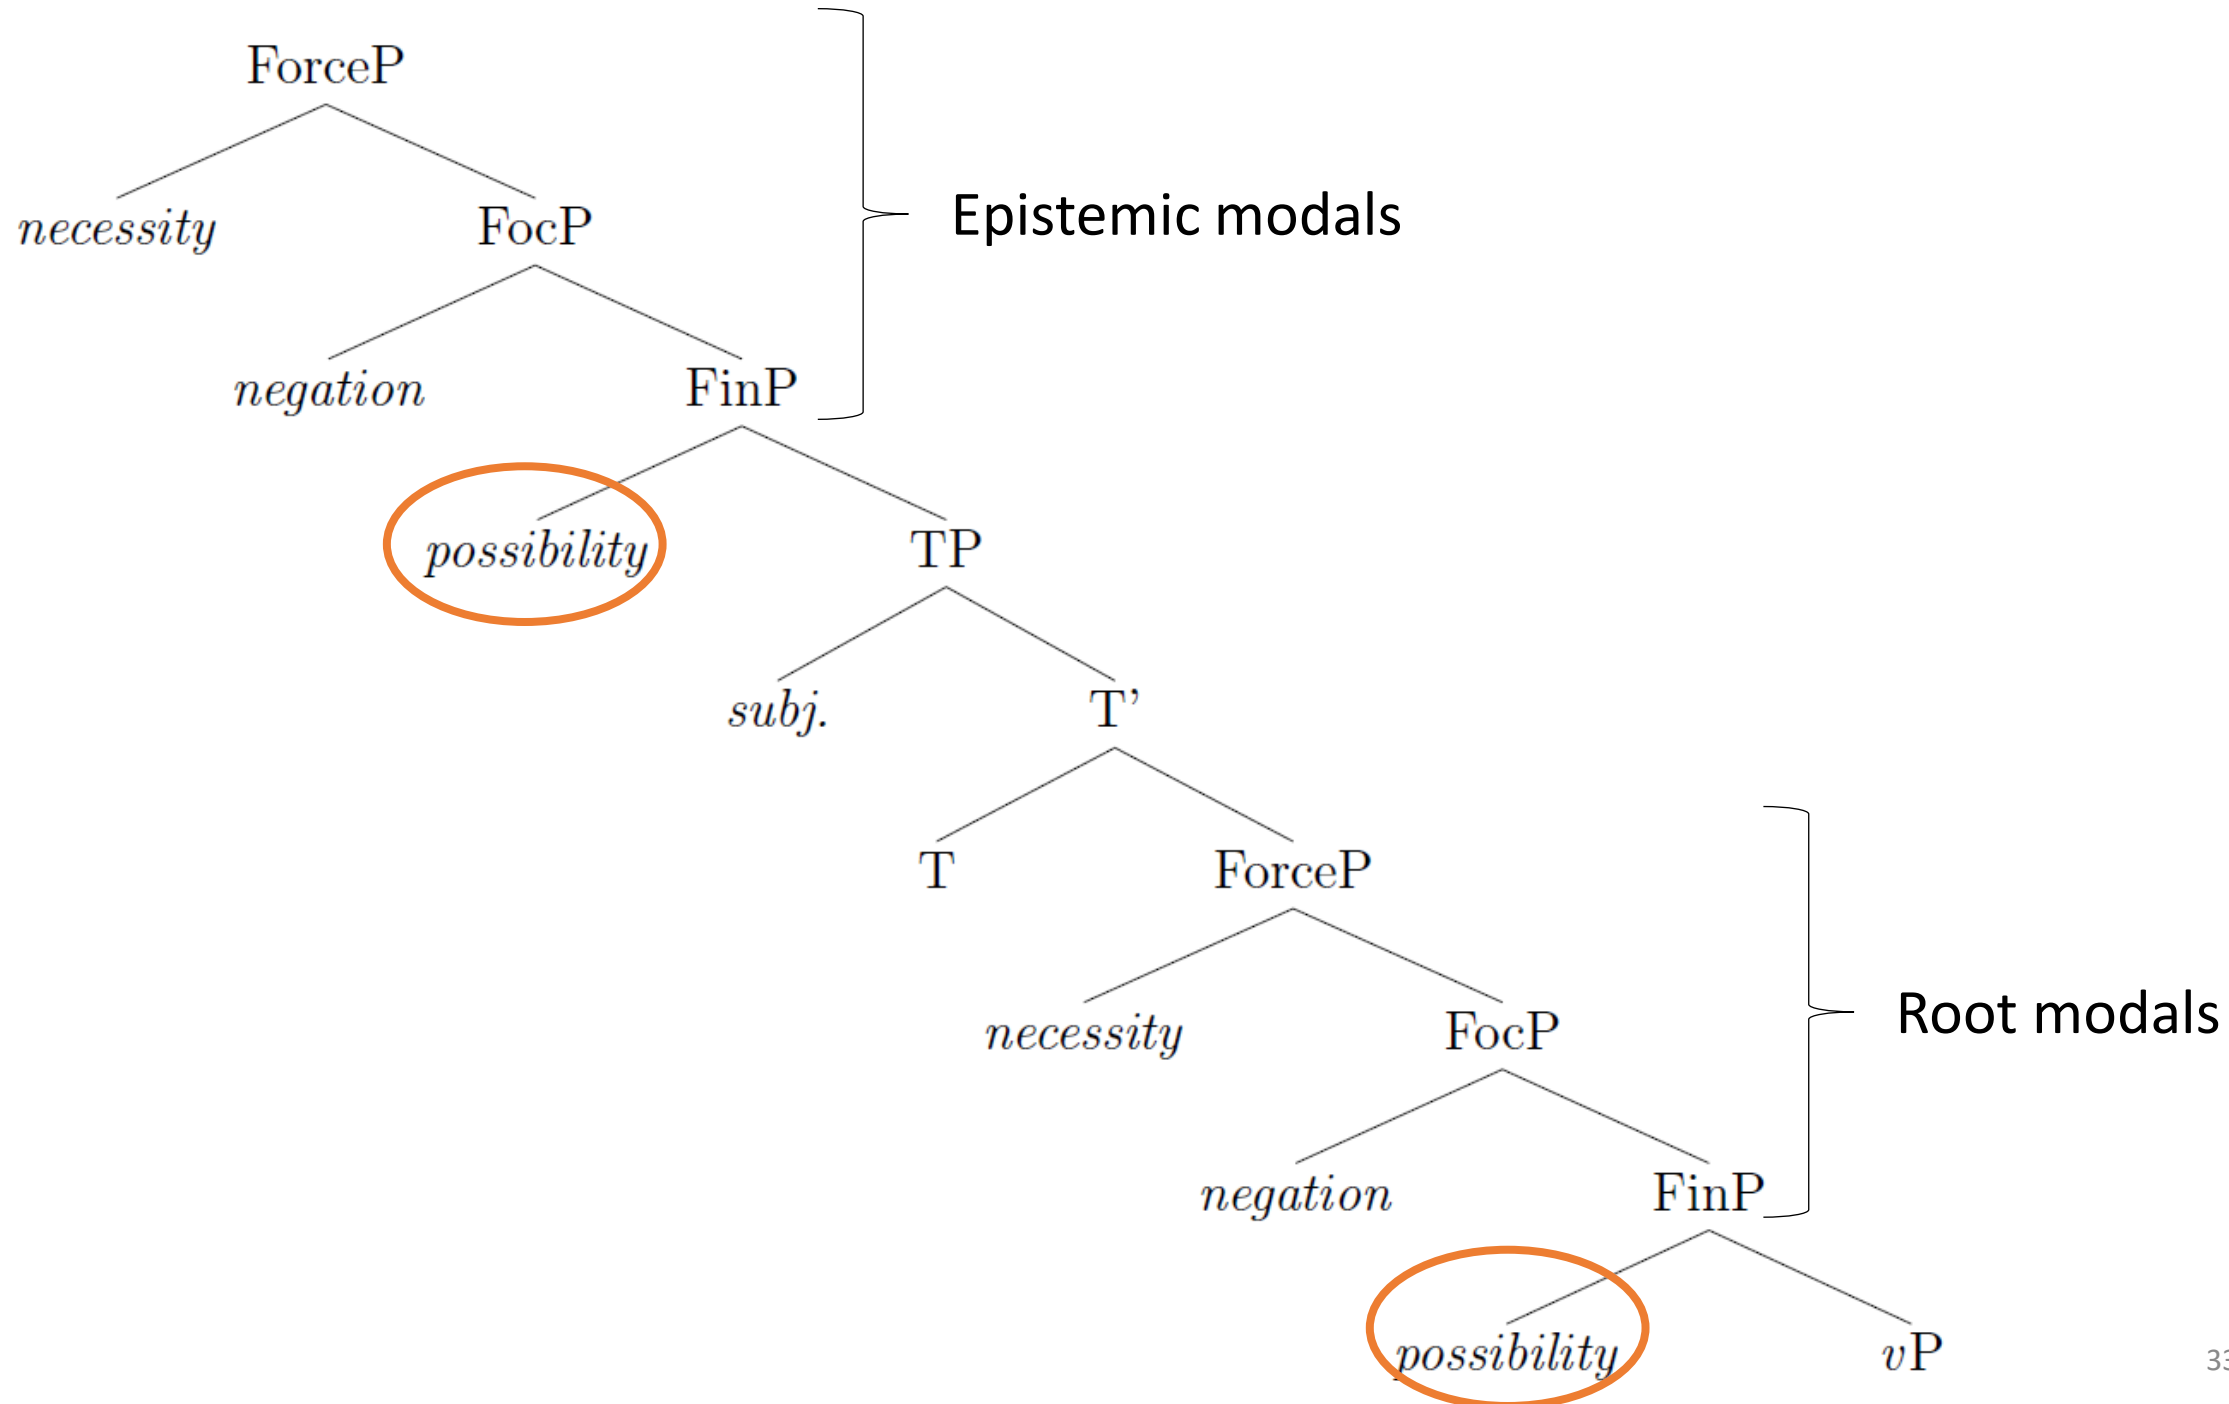 ForceP
necessity FocP Epistemic modals
negation FinP
possibility TP
subj. T’
T ForceP
necessity FocP Root modals
negation FinP
possibility vP 33